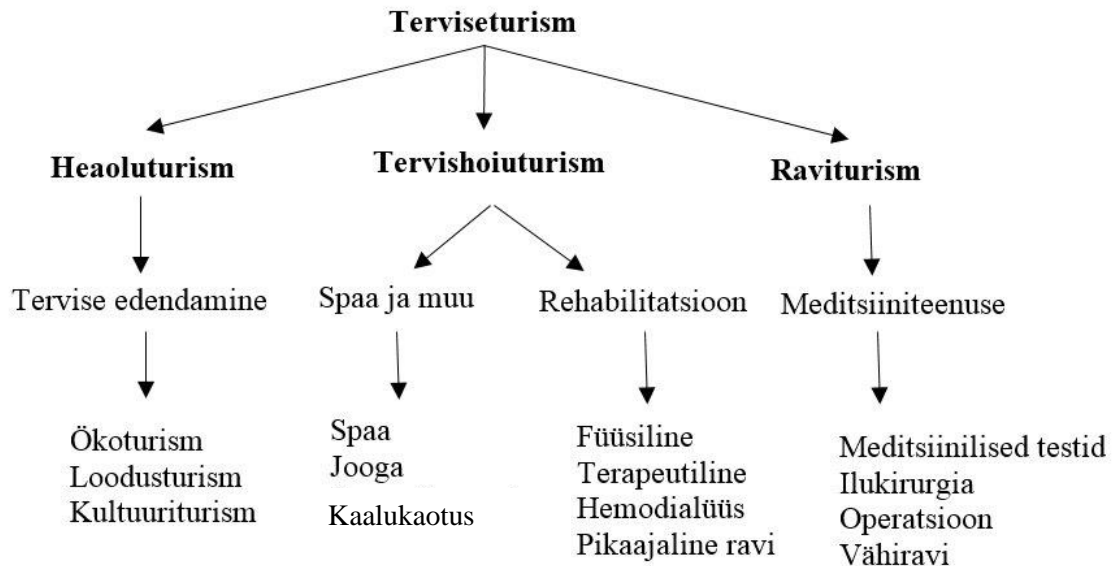 Terviseturism
Heaoluturism
Tervishoiuturism
Raviturism
Tervise edendamine
Spaa ja muu
Rehabilitatsioon
Meditsiiniteenuse
Ökoturism
Loodusturism
Kultuuriturism
Spaa
Jooga
Kaalukaotus
Füüsiline
Terapeutiline
Hemodialüüs
Pikaajaline ravi
Meditsiinilised testid
Ilukirurgia
Operatsioon
Vähiravi